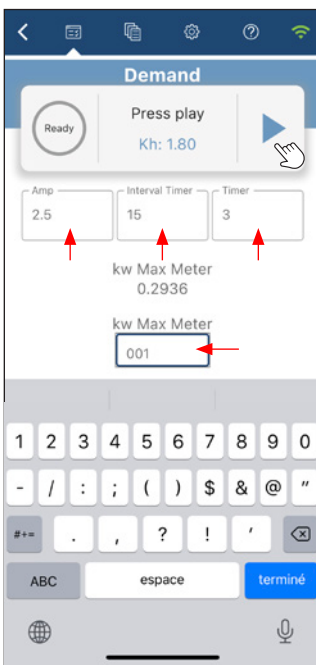 Demand
Ready
Press play
Kh: 1.80
Amp
2.5
Interval Timer
15
Timer
3
kw Max Meter
0.2936
kw Max Meter
001
1 2 3 4 5 6 7 8 9 0
- / : ; ( ) $ & @ "
#+= . , ? ! '
ABC espace terminé